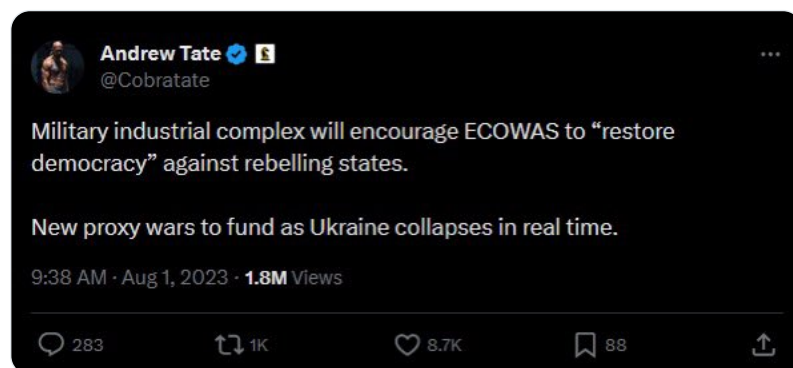 Andrew Tate
@Cobratate
Military industrial complex will encourage ECOWAS to “restore
democracy” against rebelling states.
New proxy wars to fund as Ukraine collapses in real time.
9:38 AM · Aug 1, 2023 · 1.8M Views
283 1K 8.7K 88